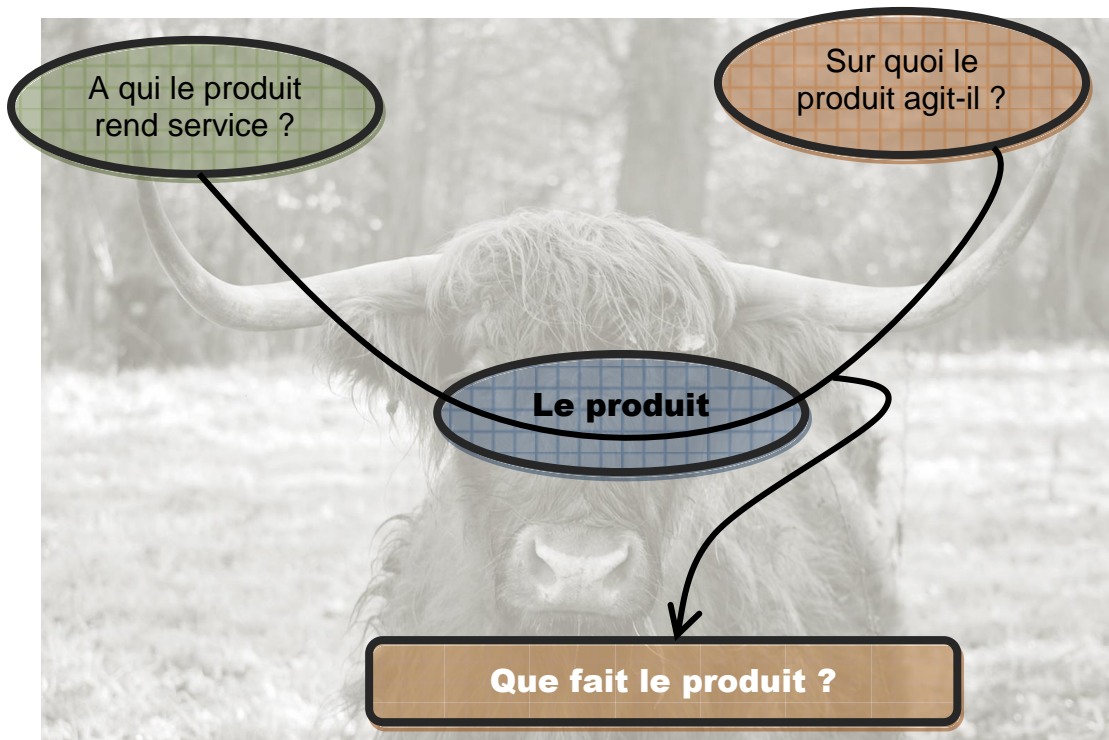 A qui le produit
rend service ?
Sur quoi le
produit agit-il ?
Le produit
Que fait le produit ?